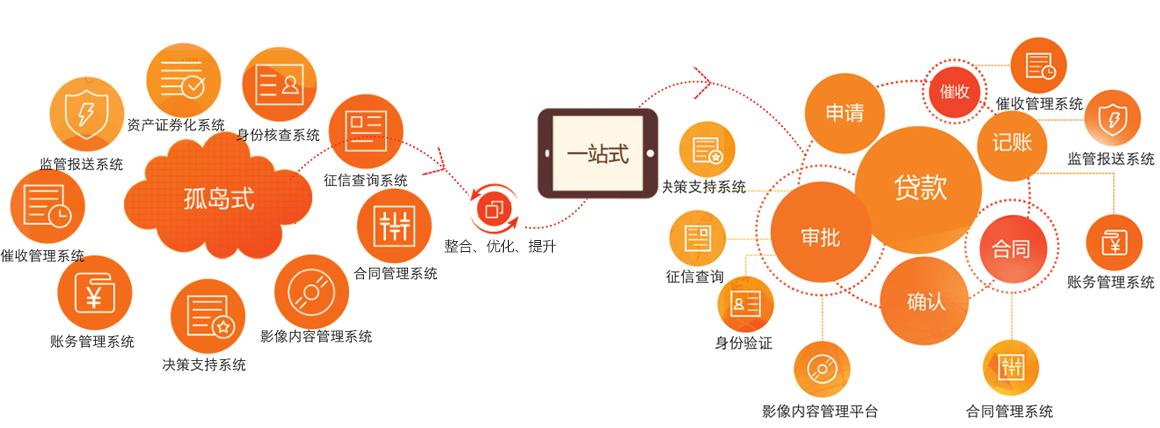 资产证券化系统
身份核查系统
监管报送系统
征信查询系统
孤岛式
催收管理系统
合同管理系统
账务管理系统
决策支持系统
影像内容管理系统
整合、优化、提升
一站式
申请
催收
催收管理系统
记账
监管报送系统
决策支持系统
贷款
审批
合同
征信查询
账务管理系统
确认
身份验证
影像内容管理平台
合同管理系统